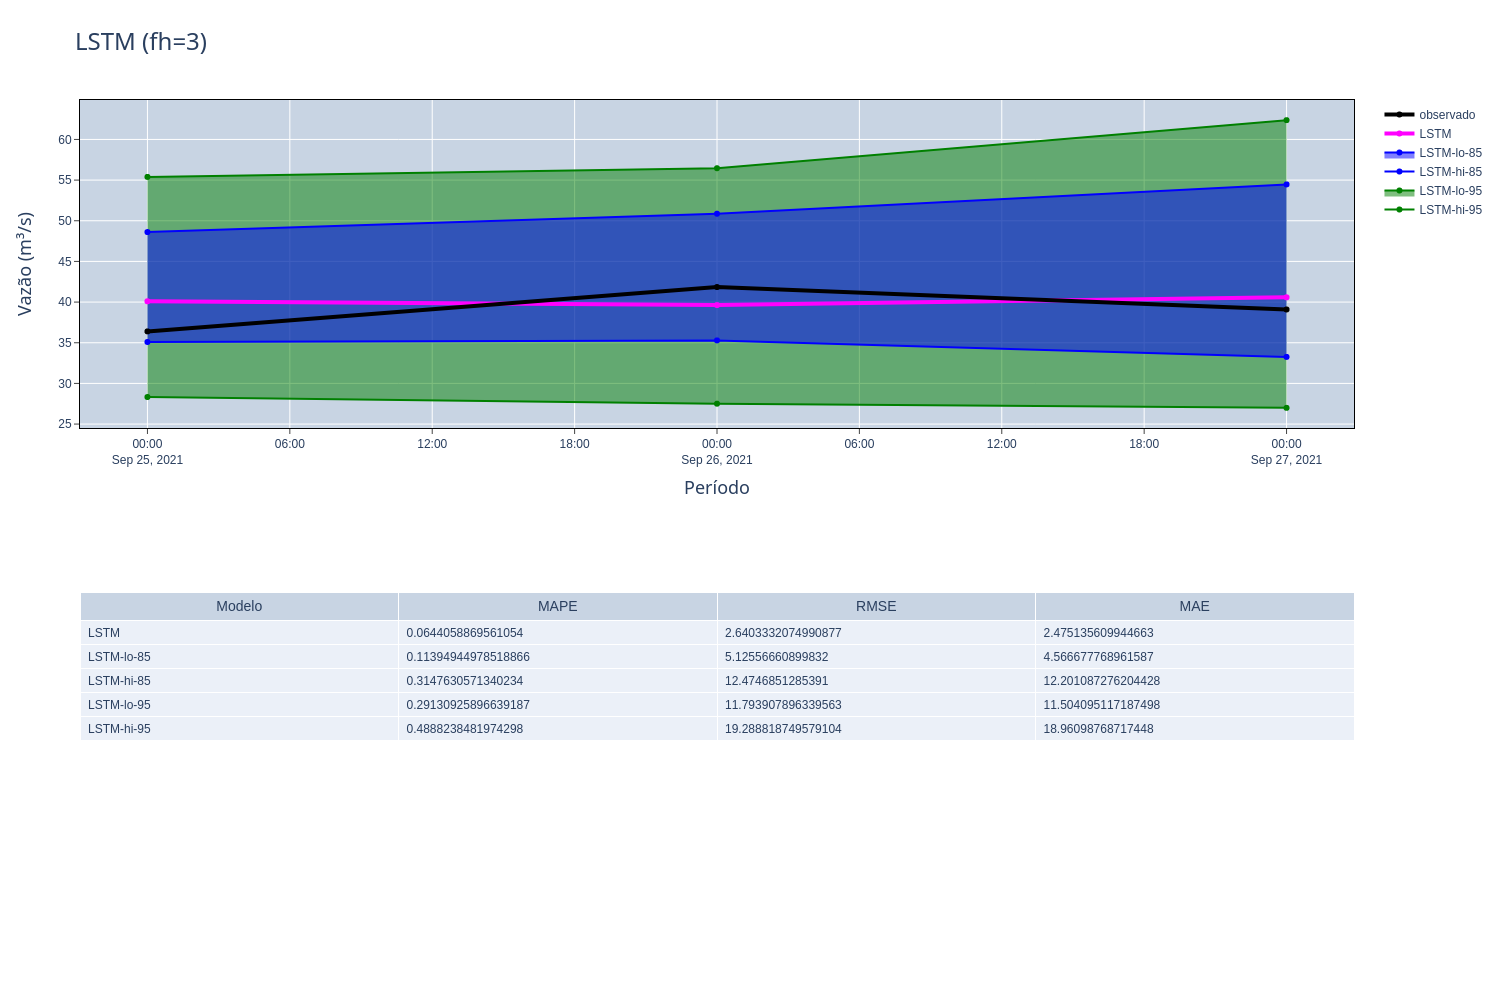 LSTM (fh=3)
Vazão (m³/s)
60
55
50
45
40
35
30
25
00:00 06:00 12:00 18:00 00:00 06:00 12:00 18:00 00:00
Sep 25, 2021 Sep 26, 2021 Sep 27, 2021
Período
observado
LSTM
LSTM-lo-85
LSTM-hi-85
LSTM-lo-95
LSTM-hi-95
Modelo MAPE RMSE MAE
LSTM 0.0644058869561054 2.6403332074990877 2.475135609944663
LSTM-lo-85 0.11394944978518866 5.12556660899832 4.566677768961587
LSTM-hi-85 0.3147630571340234 12.4746851285391 12.201087276204428
LSTM-lo-95 0.29130925896639187 11.793907896339563 11.504095117187498
LSTM-hi-95 0.4888238481974298 19.288818749579104 18.96098768717448